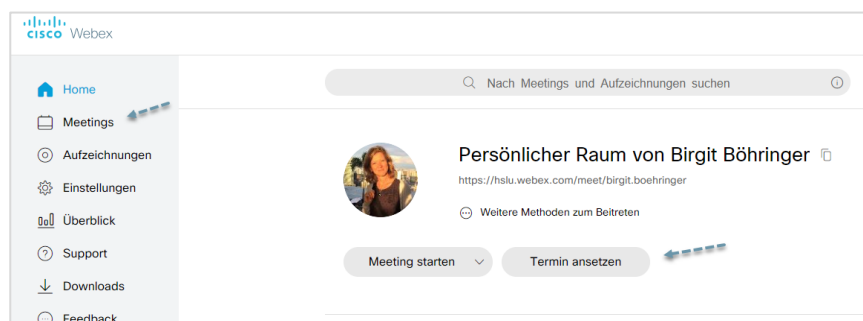 CISCO Webex
Home
Meetings
Aufzeichnungen
Einstellungen
Überblick
Support
Downloads
Feedback
Nach Meetings und Aufzeichnungen suchen
Persönlicher Raum von Birgit Böhringer
https://hslu.webex.com/meet/birgit.boehringer
Weitere Methoden zum Beitreten
Meeting starten
Termin ansetzen